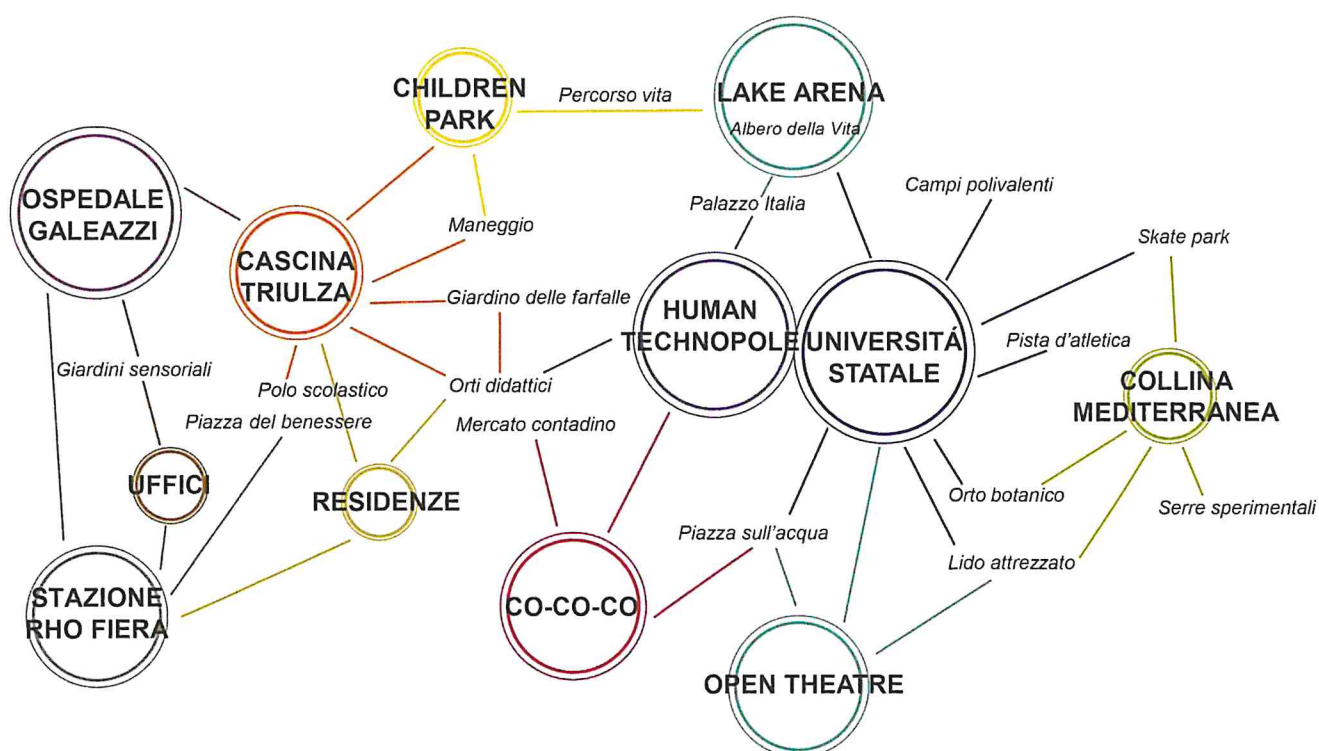 CHILDREN
PARK
Percorso vita
LAKE ARENA
Albero della Vita
OSPEDALE
GALEAZZI
Maneggio
Palazzo Italia
Campi polivalenti
Skate park
CASCINA
TRIULZA
Giardino delle farfalle
HUMAN
TECHNOPOLE
UNIVERSITÁ
STATALE
Pista d'atletica
Giardini sensoriali
Polo scolastico
Orti didattici
COLLINA
MEDITERRANEA
Piazza del benessere
Mercato contadino
UFFICI
RESIDENZE
Orto botanico
Serre sperimentali
Piazza sull'acqua
Lido attrezzato
STAZIONE
RHO FIERA
CO-CO-CO
OPEN THEATRE